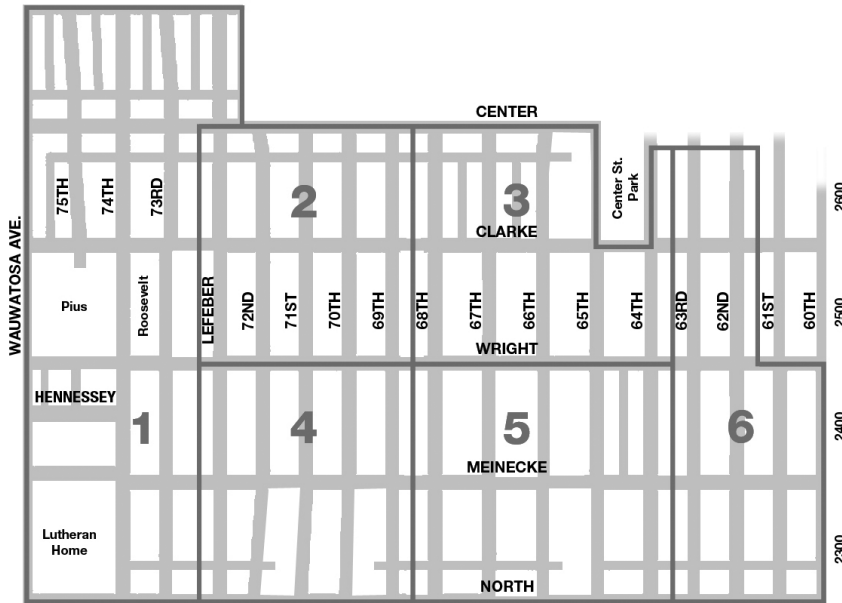 CENTER
75TH
74TH
73RD
2
3
Center St.
Park
2600
CLARKE
WAUWATOSA AVE.
Pius
Roosevelt
LEFEBER
72ND
71ST
70TH
69TH
68TH
67TH
66TH
65TH
64TH
63RD
62ND
61ST
60TH
2500
WRIGHT
HENNESSEY
1
4
5
6
2400
MEINECKE
Lutheran
Home
2300
NORTH